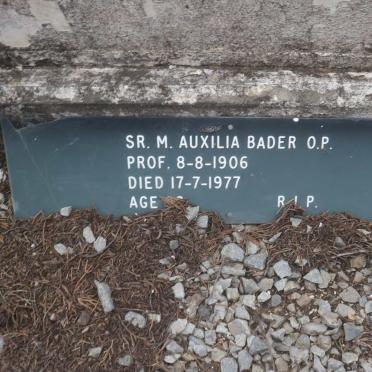 SR. M. AUXILIA BADER O.P.
PROF. 8-8-1906
DIED 17-7-1977
AGE R.I.P.